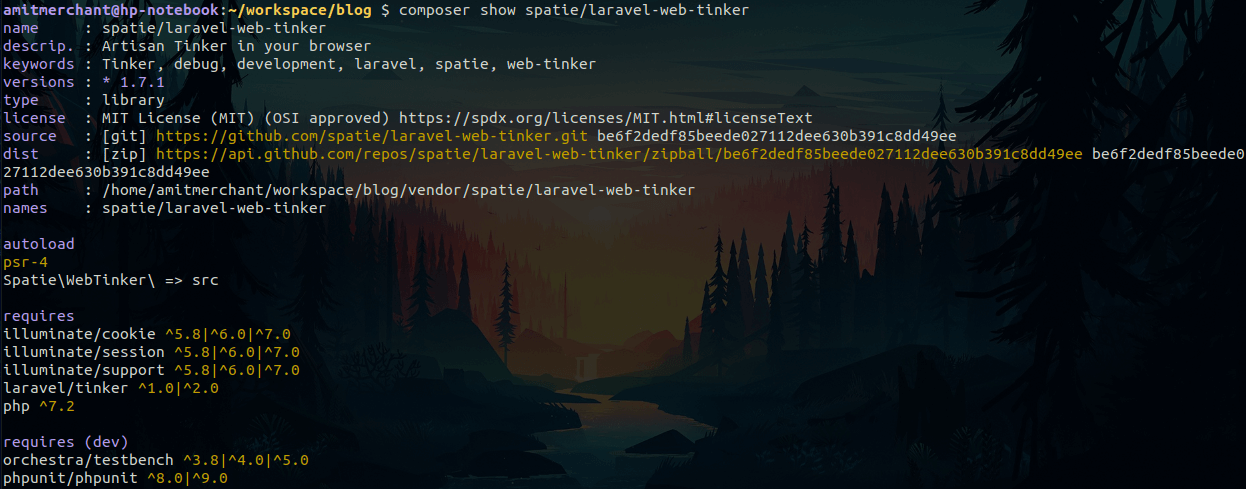 amitmerchant@hp-notebook:~/workspace/blog $ composer show spatie/laravel-web-tinker
name     : spatie/laravel-web-tinker
descrip. : Artisan Tinker in your browser
keywords : Tinker, debug, development, laravel, spatie, web-tinker
versions : * 1.7.1
type     : library
license  : MIT License (MIT) (OSI approved) https://spdx.org/licenses/MIT.html#licenseText
source   : [git] https://github.com/spatie/laravel-web-tinker.git be6f2dedf85beede027112dee630b391c8dd49ee
dist     : [zip] https://api.github.com/repos/spatie/laravel-web-tinker/zipball/be6f2dedf85beede027112dee630b391c8dd49ee be6f2dedf85beede0
27112dee630b391c8dd49ee
path     : /home/amitmerchant/workspace/blog/vendor/spatie/laravel-web-tinker
names    : spatie/laravel-web-tinker

autoload
psr-4
Spatie\WebTinker\ => src

requires
illuminate/cookie ^5.8|^6.0|^7.0
illuminate/session ^5.8|^6.0|^7.0
illuminate/support ^5.8|^6.0|^7.0
laravel/tinker ^1.0|^2.0
php ^7.2

requires (dev)
orchestra/testbench ^3.8|^4.0|^5.0
phpunit/phpunit ^8.0|^9.0